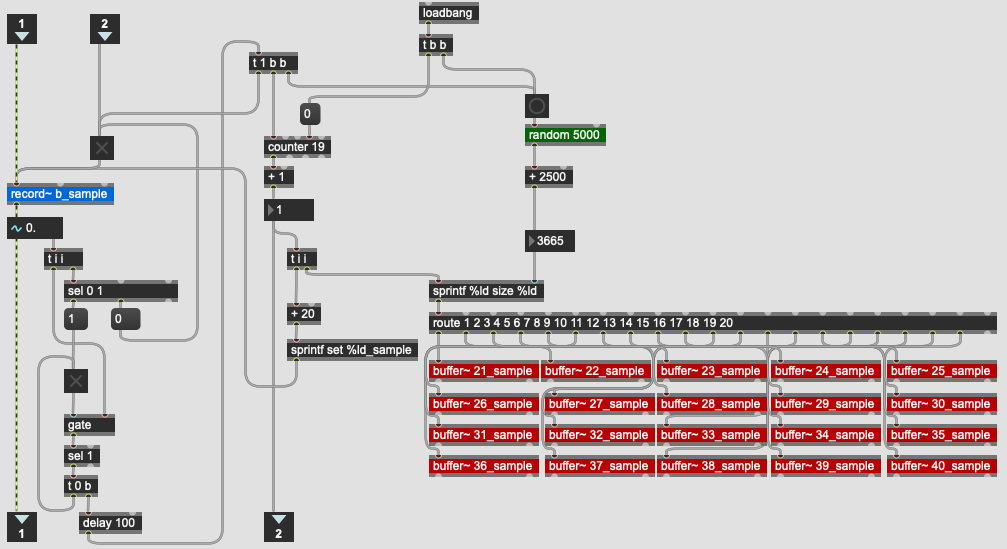 loadbang
1
2
t b b
t 1 b b
0
random 5000
counter 19
+ 1
+ 2500
record~ b_sample
1
0.
3665
t i i
t i i
sel 0 1
sprintf %ld size %ld
1
0
+ 20
route 1 2 3 4 5 6 7 8 9 10 11 12 13 14 15 16 17 18 19 20
sprintf set %ld_sample
buffer~ 21_sample
buffer~ 22_sample
buffer~ 23_sample
buffer~ 24_sample
buffer~ 25_sample
buffer~ 26_sample
buffer~ 27_sample
buffer~ 28_sample
buffer~ 29_sample
buffer~ 30_sample
gate
buffer~ 31_sample
buffer~ 32_sample
buffer~ 33_sample
buffer~ 34_sample
buffer~ 35_sample
sel 1
buffer~ 36_sample
buffer~ 37_sample
buffer~ 38_sample
buffer~ 39_sample
buffer~ 40_sample
t 0 b
delay 100
1
2